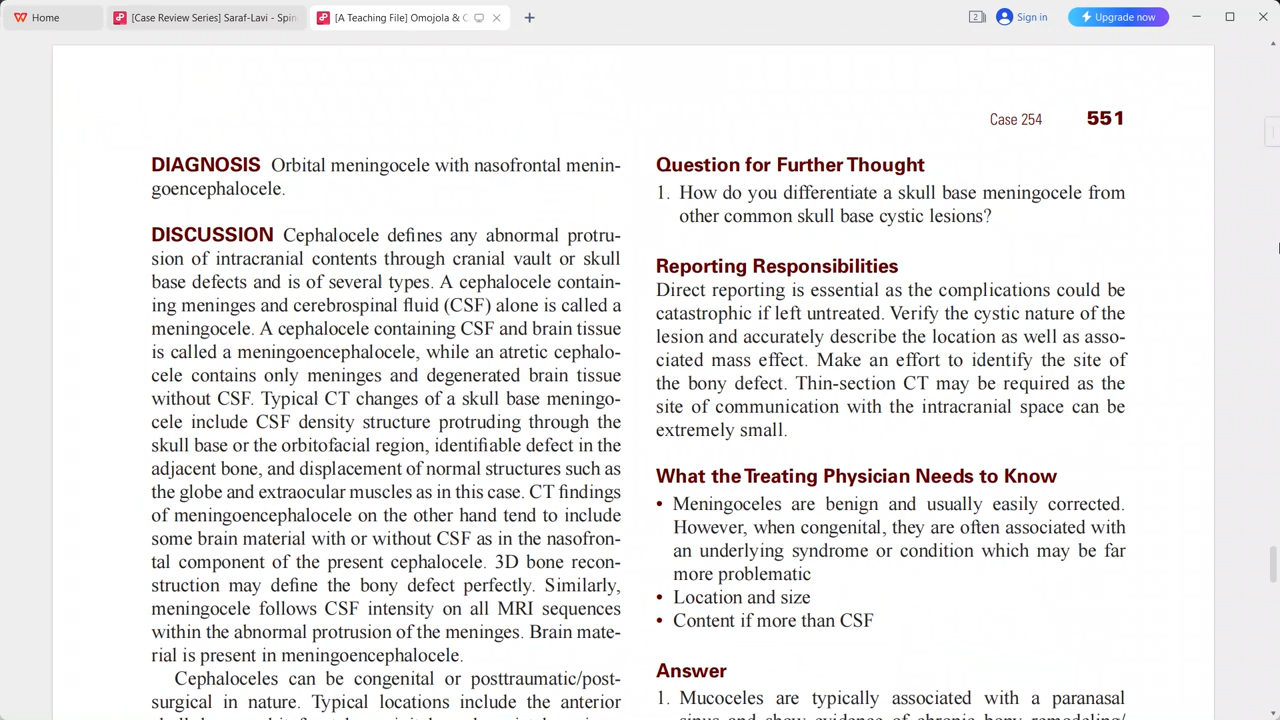 Home
[Case Review Series] Saraf-Lavi - Spin
[A Teaching File] Omojola & C
2
Sign in
Upgrade now
Case 254 551
DIAGNOSIS Orbital meningocele with nasofrontal menin-
goencephalocele.
DISCUSSION Cephalocele defines any abnormal protru-
sion of intracranial contents through cranial vault or skull
base defects and is of several types. A cephalocele contain-
ing meninges and cerebrospinal fluid (CSF) alone is called a
meningocele. A cephalocele containing CSF and brain tissue
is called a meningoencephalocele, while an atretic cephalo-
cele contains only meninges and degenerated brain tissue
without CSF. Typical CT changes of a skull base meningo-
cele include CSF density structure protruding through the
skull base or the orbitofacial region, identifiable defect in the
adjacent bone, and displacement of normal structures such as
the globe and extraocular muscles as in this case. CT findings
of meningoencephalocele on the other hand tend to include
some brain material with or without CSF as in the nasofron-
tal component of the present cephalocele. 3D bone recon-
struction may define the bony defect perfectly. Similarly,
meningocele follows CSF intensity on all MRI sequences
within the abnormal protrusion of the meninges. Brain mate-
rial is present in meningoencephalocele.
Cephaloceles can be congenital or posttraumatic/post-
surgical in nature. Typical locations include the anterior
Question for Further Thought
1. How do you differentiate a skull base meningocele from
other common skull base cystic lesions?
Reporting Responsibilities
Direct reporting is essential as the complications could be
catastrophic if left untreated. Verify the cystic nature of the
lesion and accurately describe the location as well as asso-
ciated mass effect. Make an effort to identify the site of
the bony defect. Thin-section CT may be required as the
site of communication with the intracranial space can be
extremely small.
What the Treating Physician Needs to Know
• Meningoceles are benign and usually easily corrected.
However, when congenital, they are often associated with
an underlying syndrome or condition which may be far
more problematic
• Location and size
• Content if more than CSF
Answer
1. Mucoceles are typically associated with a paranasal